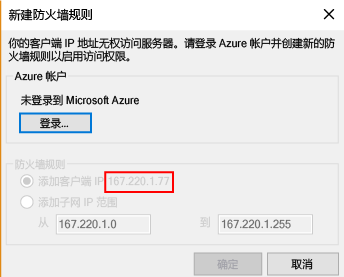 新建防火墙规则
你的客户端 IP 地址无权访问服务器。请登录 Azure 帐户并创建新的防
火墙规则以启用访问权限。
Azure 帐户
未登录到 Microsoft Azure
登录...
防火墙规则
添加客户端 IP 167.220.1.77
添加子网 IP 范围
从 167.220.1.0 到 167.220.1.255
确定 取消